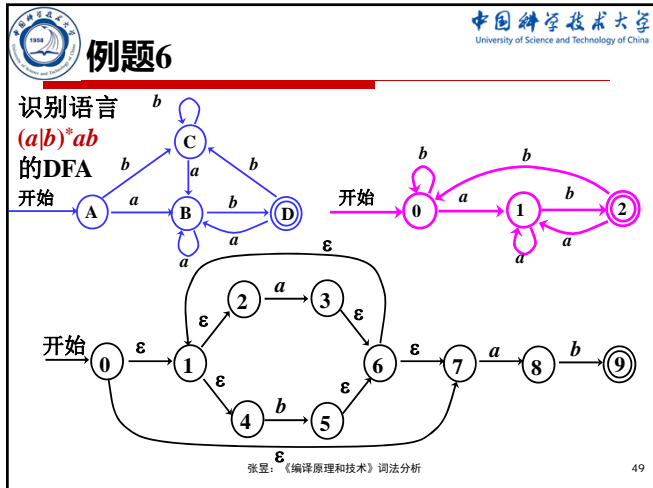 中国科学技术大学
University of Science and Technology of China
1958
例题6
识别语言
(a|b)*ab
的DFA
开始
A
B
C
D
b
b
a
b
a
b
a
a
开始
0
1
2
b
b
a
b
a
a
开始
0
1
2
3
4
5
6
7
8
9
ε
ε
a
ε
ε
ε
b
ε
ε
a
b
ε
张昱：《编译原理和技术》词法分析
49